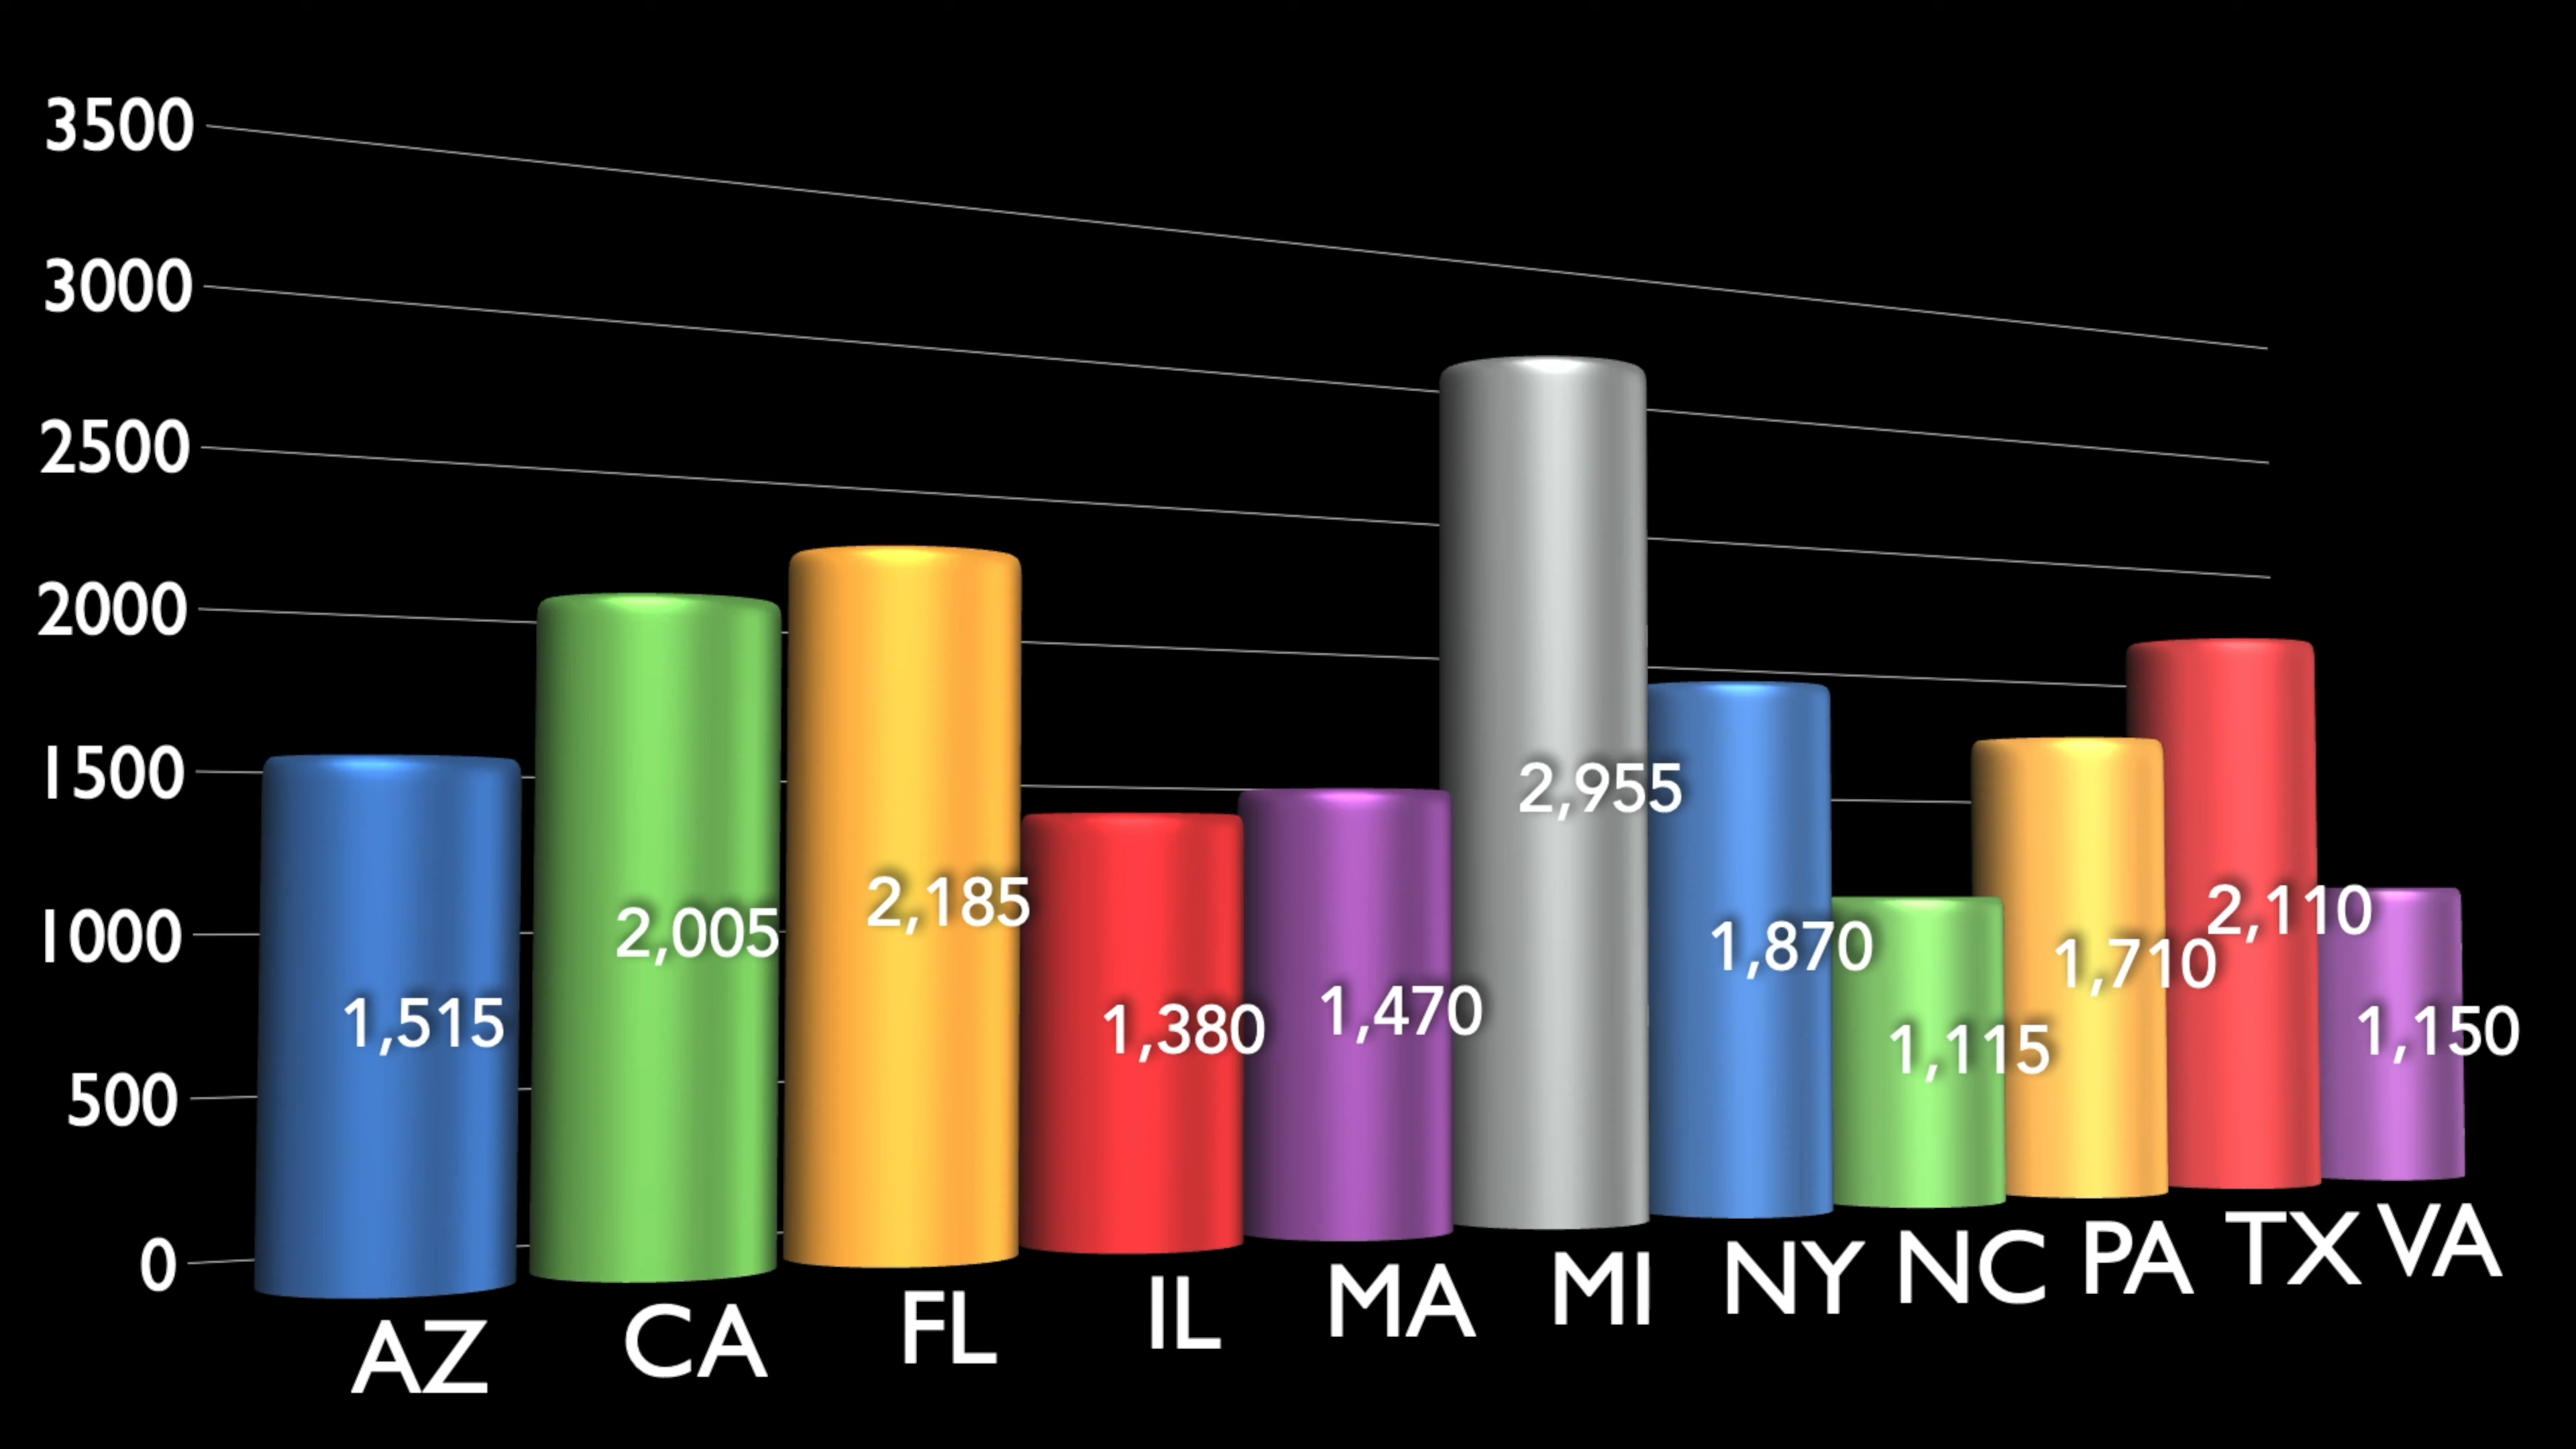 3500
3000
2500
2000
1500
1000
500
0
1,515
2,005
2,185
1,380
1,470
2,955
1,870
1,115
1,710
2,110
1,150
AZ
CA
FL
IL
MA
MI
NY
NC
PA
TX
VA